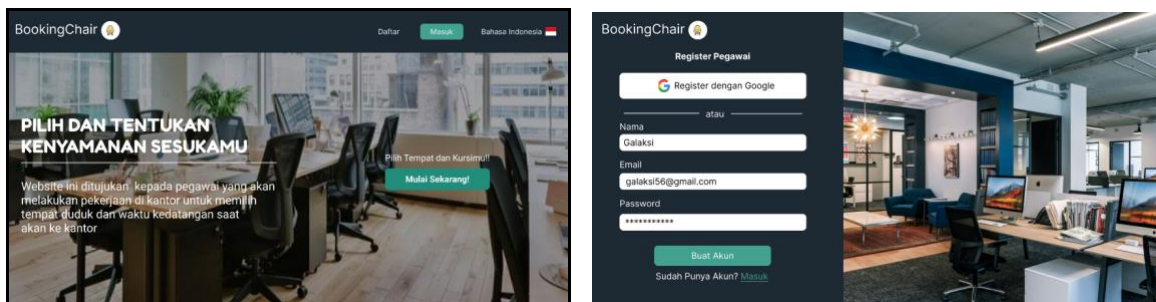 BookingChair
Daftar
Masuk
Bahasa Indonesia
PILIH DAN TENTUKAN
KENYAMANAN SESUKAMU
Website ini ditujukan kepada pegawai yang akan
melakukan pekerjaan di kantor untuk memilih
tempat duduk dan waktu kedatangan saat
akan ke kantor
Pilih Tempat dan Kursimu!!
Mulai Sekarang!
BookingChair
Register Pegawai
Register dengan Google
atau
Nama
Galaksi
Email
galaksi56@gmail.com
Password
***********
Buat Akun
Sudah Punya Akun? Masuk